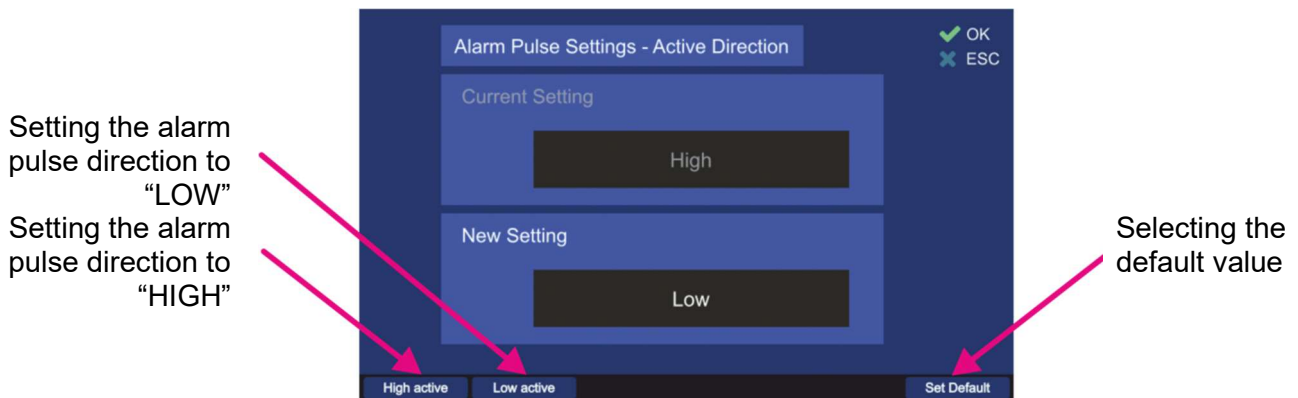 Alarm Pulse Settings - Active Direction
OK
ESC
Current Setting
High
New Setting
Low
High active
Low active
Set Default
Setting the alarm
pulse direction to
“LOW”
Setting the alarm
pulse direction to
“HIGH”
Selecting the
default value